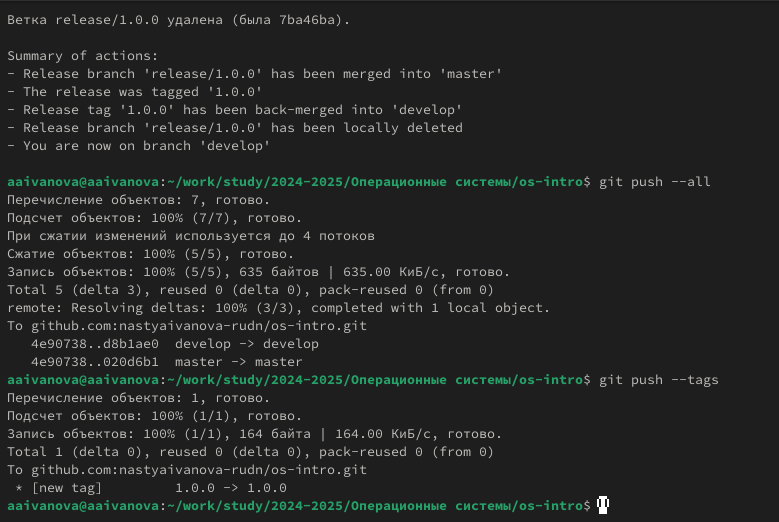 Ветка release/1.0.0 удалена (была 7ba46ba).
Summary of actions:
- Release branch 'release/1.0.0' has been merged into 'master'
- The release was tagged '1.0.0'
- Release tag '1.0.0' has been back-merged into 'develop'
- Release branch 'release/1.0.0' has been locally deleted
- You are now on branch 'develop'
aaivanova@aaivanova:~/work/study/2024-2025/Операционные системы/os-intro$ git push --all
Перечисление объектов: 7, готово.
Подсчет объектов: 100% (7/7), готово.
При сжатии изменений используется до 4 потоков
Сжатие объектов: 100% (5/5), готово.
Запись объектов: 100% (5/5), 635 байтов | 635.00 КиБ/с, готово.
Total 5 (delta 3), reused 0 (delta 0), pack-reused 0 (from 0)
remote: Resolving deltas: 100% (3/3), completed with 1 local object.
To github.com:nastyaivanova-rudn/os-intro.git
   4e90738..d8b1ae0  develop -> develop
   4e90738..020d6b1  master -> master
aaivanova@aaivanova:~/work/study/2024-2025/Операционные системы/os-intro$ git push --tags
Перечисление объектов: 1, готово.
Подсчет объектов: 100% (1/1), готово.
Запись объектов: 100% (1/1), 164 байта | 164.00 КиБ/с, готово.
Total 1 (delta 0), reused 0 (delta 0), pack-reused 0 (from 0)
To github.com:nastyaivanova-rudn/os-intro.git
 * [new tag]         1.0.0 -> 1.0.0
aaivanova@aaivanova:~/work/study/2024-2025/Операционные системы/os-intro$